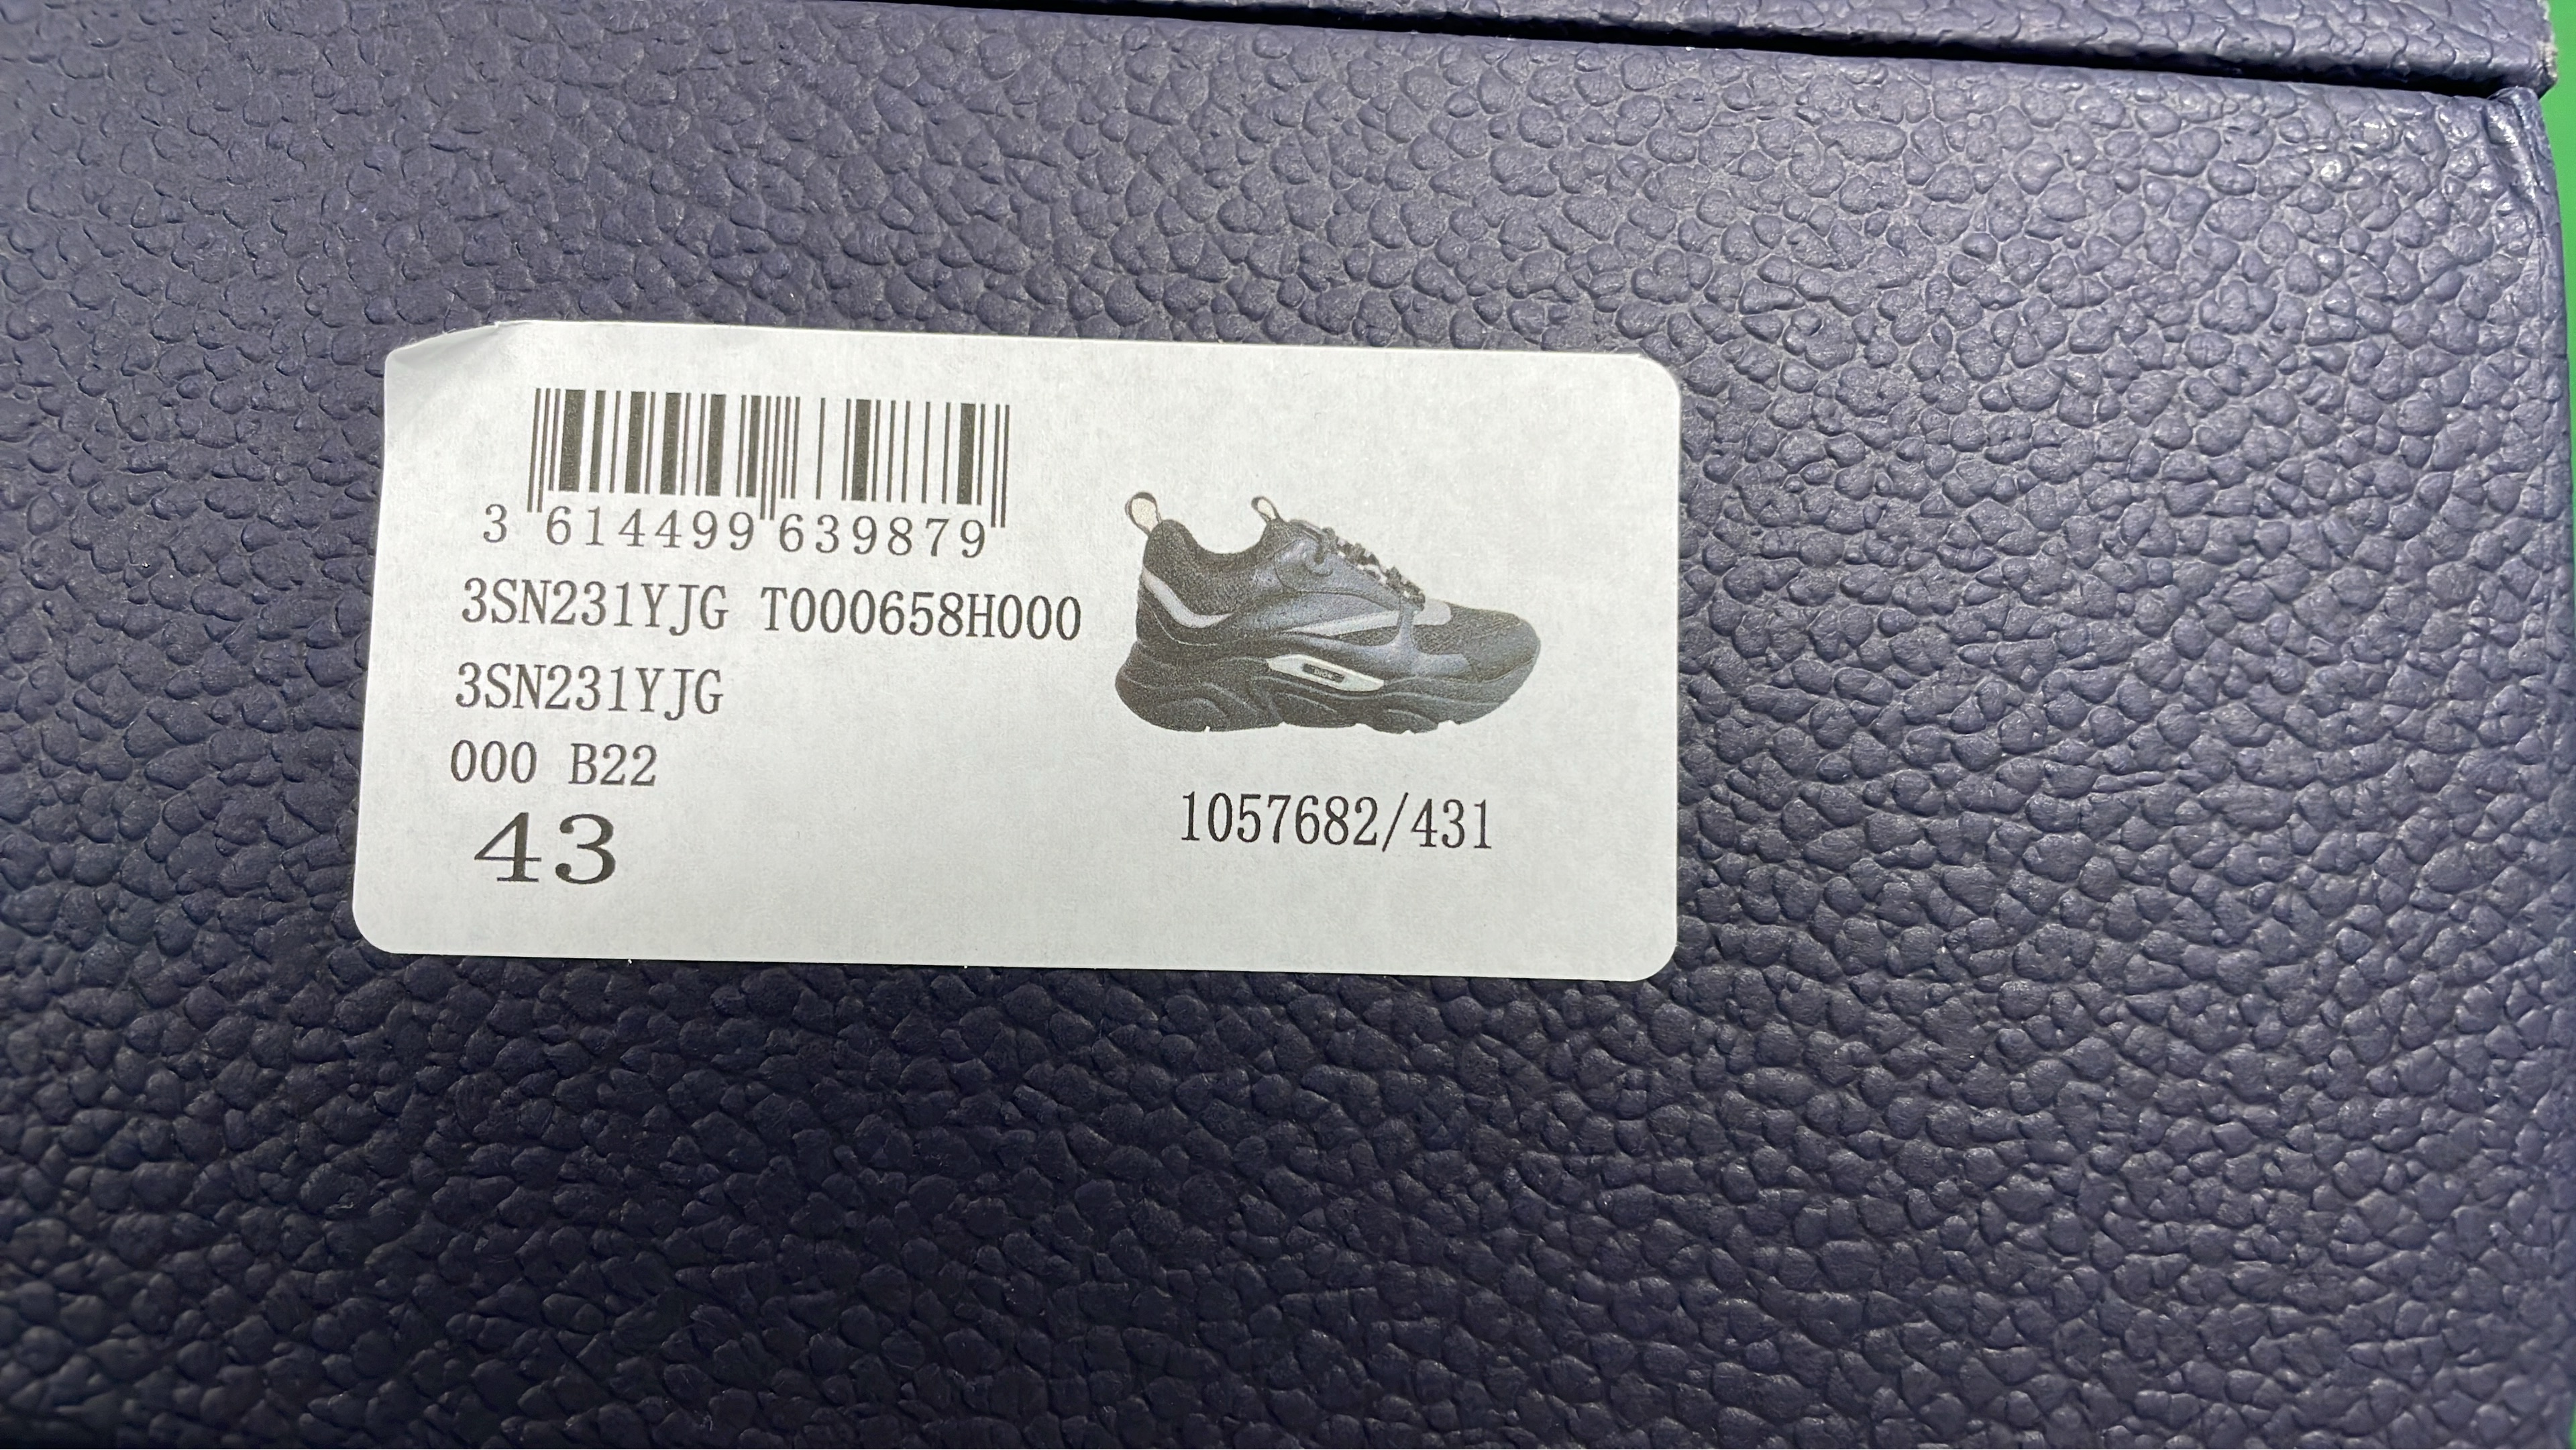 3 614499 639879
3SN231YJG T000658H000
3SN231YJG
000 B22
43
1057682/431